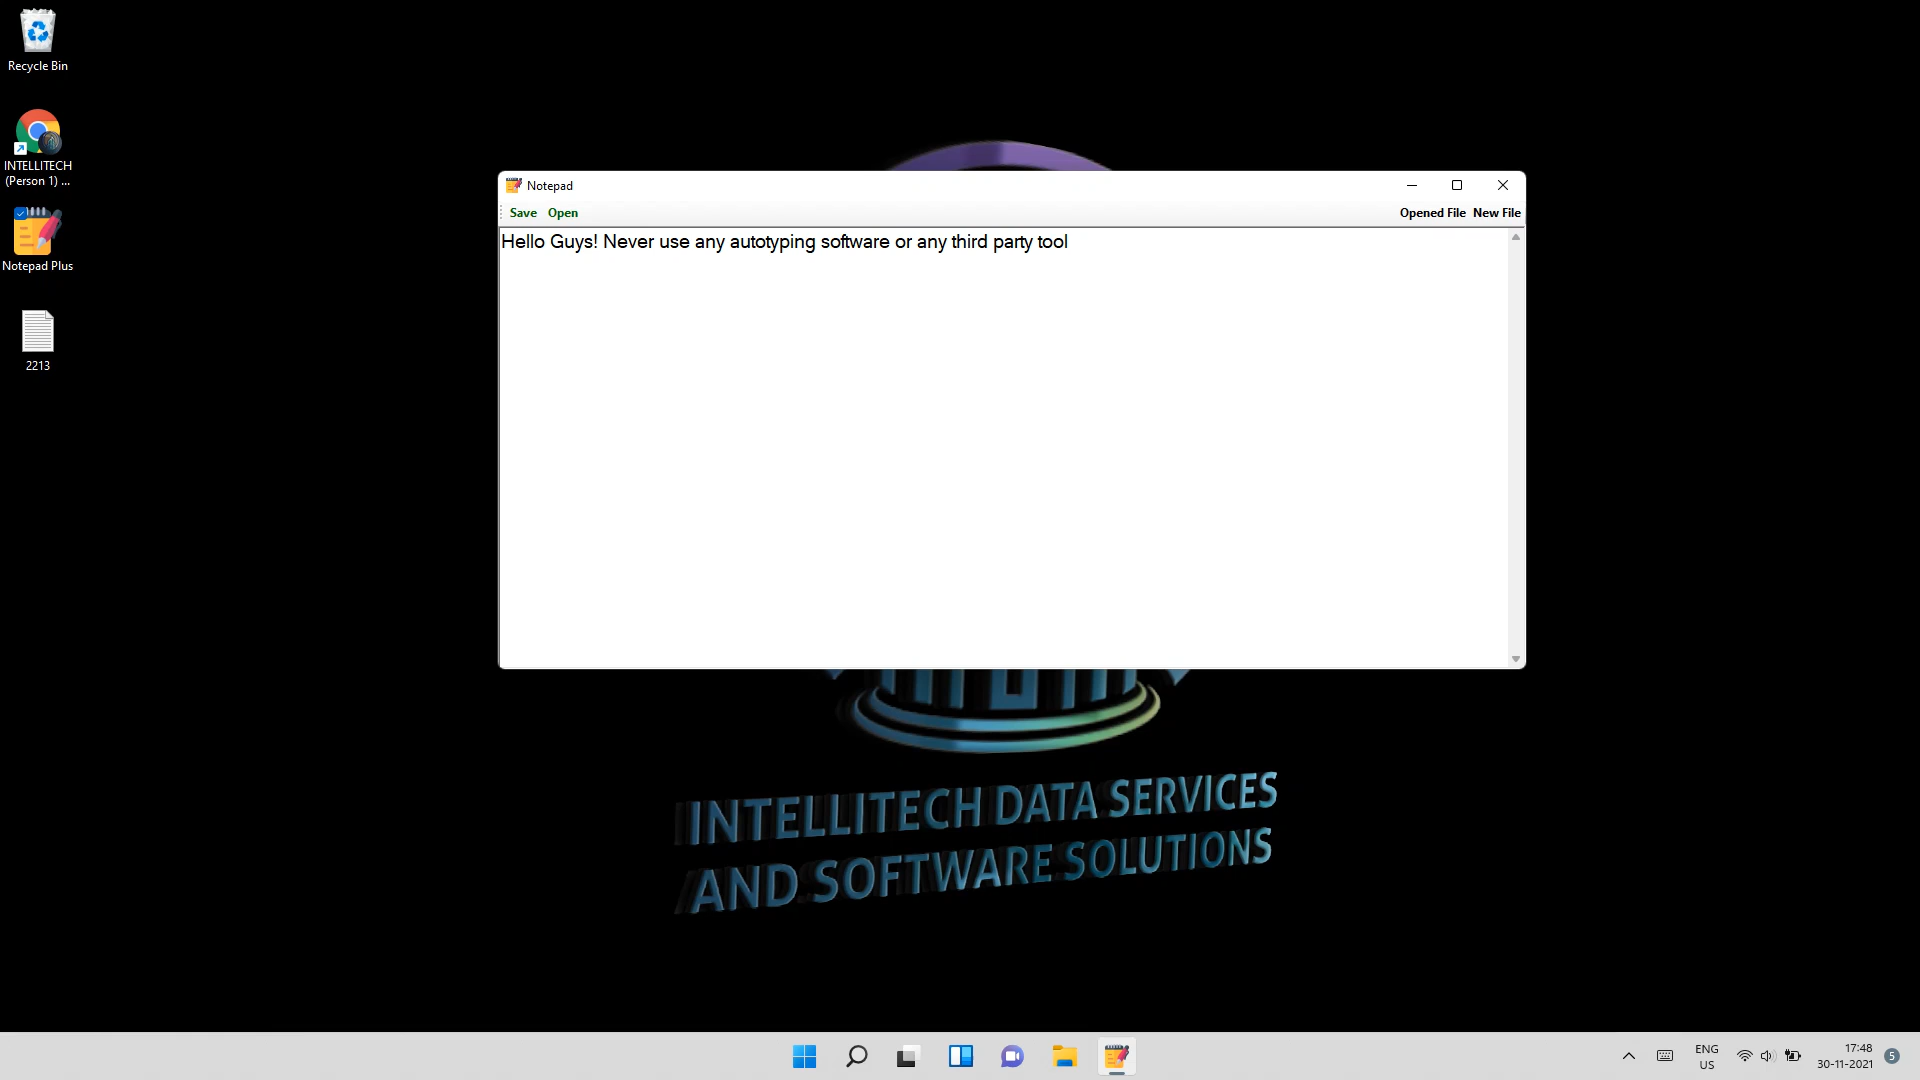 Recycle Bin
INTELLITECH
(Person 1) ...
Notepad Plus
2213
Notepad
Save Open
Opened File New File
Hello Guys! Never use any autotyping software or any third party tool
INTELLITECH DATA SERVICES
AND SOFTWARE SOLUTIONS
ENG
US
17:48
30-11-2021
5